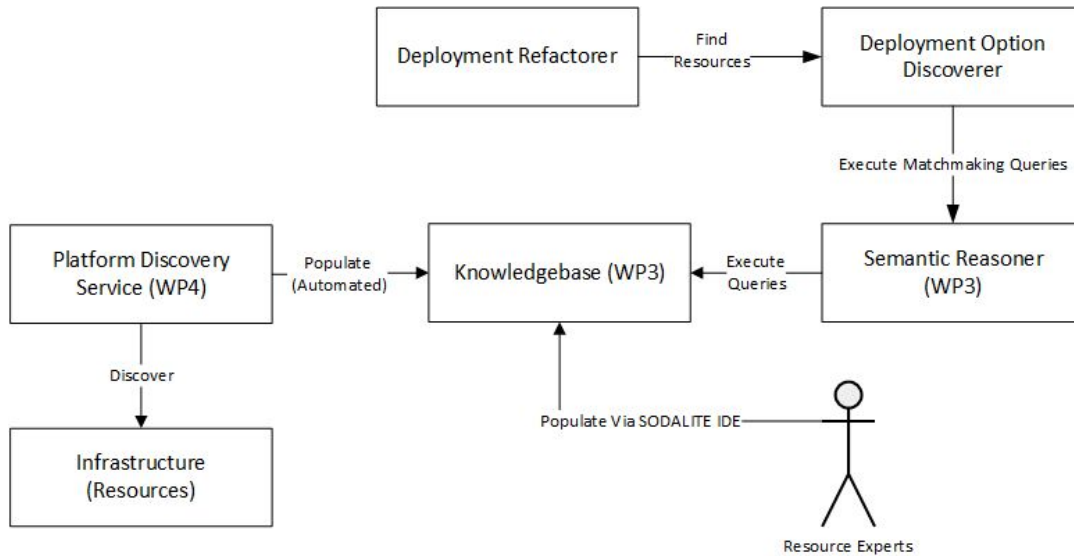 Deployment Refactorer
Find
Resources
Deployment Option
Discoverer
Execute Matchmaking Queries
Platform Discovery
Service (WP4)
Populate
(Automated)
Knowledgebase (WP3)
Execute
Queries
Semantic Reasoner
(WP3)
Discover
Populate Via SODALITE IDE
Infrastructure
(Resources)
Resource Experts